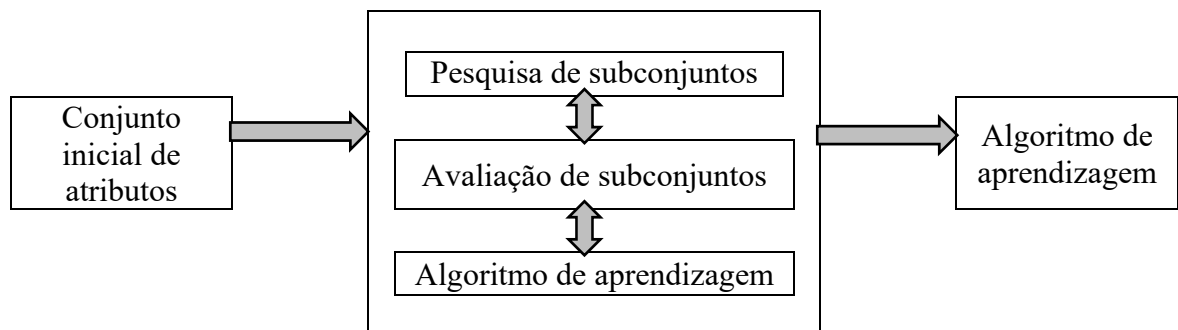 Conjunto
inicial de
atributos
Pesquisa de subconjuntos
Avaliação de subconjuntos
Algoritmo de aprendizagem
Algoritmo de
aprendizagem